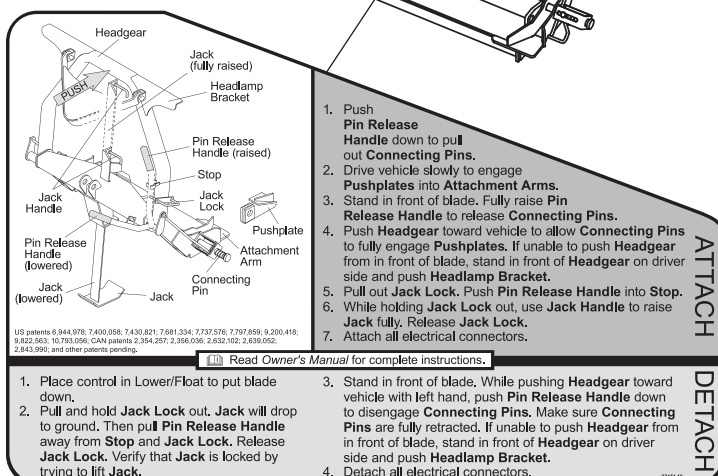 Headgear
Jack
(fully raised)
PUSH
Headlamp
Bracket
Pin Release
Handle (raised)
Stop
Jack
Lock
Jack
Handle
Pushplate
Pin Release
Handle
(lowered)
Attachment
Arm
Connecting
Pin
Jack
(lowered)
Jack
US patents 6,944,978; 7,400,058; 7,430,821; 7,681,334; 7,737,576; 7,797,859; 9,200,418;
9,822,563; 10,793,056; CAN patents 2,354,257; 2,356,036; 2,632,102; 2,639,052;
2,843,993; and other patents pending.
1. Push
Pin Release
Handle down to pull
out Connecting Pins.
2. Drive vehicle slowly to engage
Pushplates into Attachment Arms.
3. Stand in front of blade. Fully raise Pin
Release Handle to release Connecting Pins.
4. Push Headgear toward vehicle to allow Connecting Pins
to fully engage Pushplates. If unable to push Headgear
from in front of blade, stand in front of Headgear on driver
side and push Headlamp Bracket.
5. Pull out Jack Lock. Push Pin Release Handle into Stop.
6. While holding Jack Lock out, use Jack Handle to raise
Jack fully. Release Jack Lock.
7. Attach all electrical connectors.
ATTACH
Read Owner's Manual for complete instructions.
1. Place control in Lower/Float to put blade
down.
2. Pull and hold Jack Lock out. Jack will drop
to ground. Then pull Pin Release Handle
away from Stop and Jack Lock. Release
Jack Lock. Verify that Jack is locked by
trying to lift Jack.
3. Stand in front of blade. While pushing Headgear toward
vehicle with left hand, push Pin Release Handle down
to disengage Connecting Pins. Make sure Connecting
Pins are fully retracted. If unable to push Headgear from
in front of blade, stand in front of Headgear on driver
side and push Headlamp Bracket.
4. Detach all electrical connectors.
DETACH